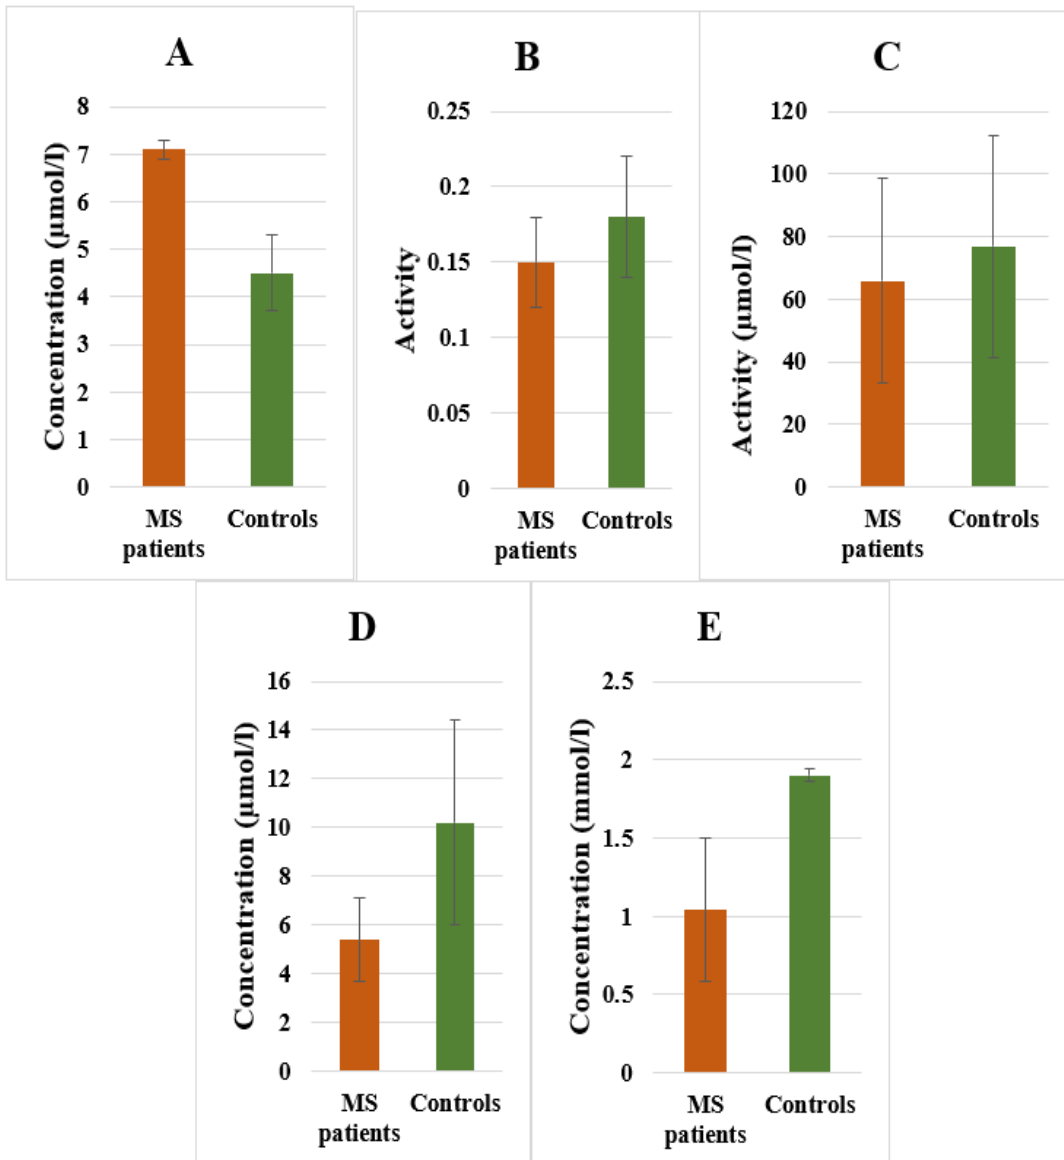 A
Concentration (µmol/l)
8
7
6
5
4
3
2
1
0
MS
patients
Controls
B
Activity
0.25
0.2
0.15
0.1
0.05
0
MS
patients
Controls
C
Activity (µmol/l)
120
100
80
60
40
20
0
MS
patients
Controls
D
Concentration (µmol/l)
16
14
12
10
8
6
4
2
0
MS
patients
Controls
E
Concentration (mmol/l)
2.5
2
1.5
1
0.5
0
MS
patients
Controls